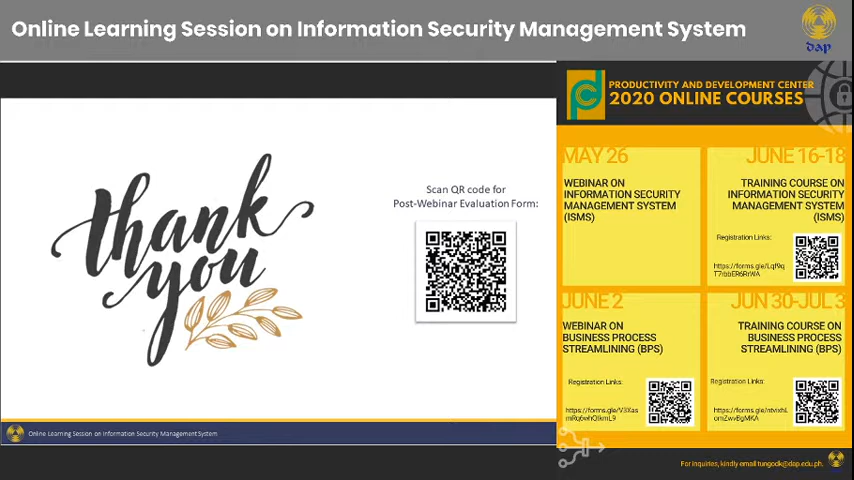 Online Learning Session on Information Security Management System
dap
PRODUCTIVITY AND DEVELOPMENT CENTER
2020 ONLINE COURSES
thank
you
Scan QR code for
Post-Webinar Evaluation Form:
MAY 26
WEBINAR ON
INFORMATION SECURITY
MANAGEMENT SYSTEM
(ISMS)
JUNE 16-18
TRAINING COURSE ON
INFORMATION SECURITY
MANAGEMENT SYSTEM
(ISMS)
Registration Links:
JUNE 2
WEBINAR ON
BUSINESS PROCESS
STREAMLINING (BPS)
Registration Links:
JUN 30-JUL 3
TRAINING COURSE ON
BUSINESS PROCESS
STREAMLINING (BPS)
Registration Links:
Online Learning Session on Information Security Management System
For inquiries, kindly email tungodk@dap.edu.ph.